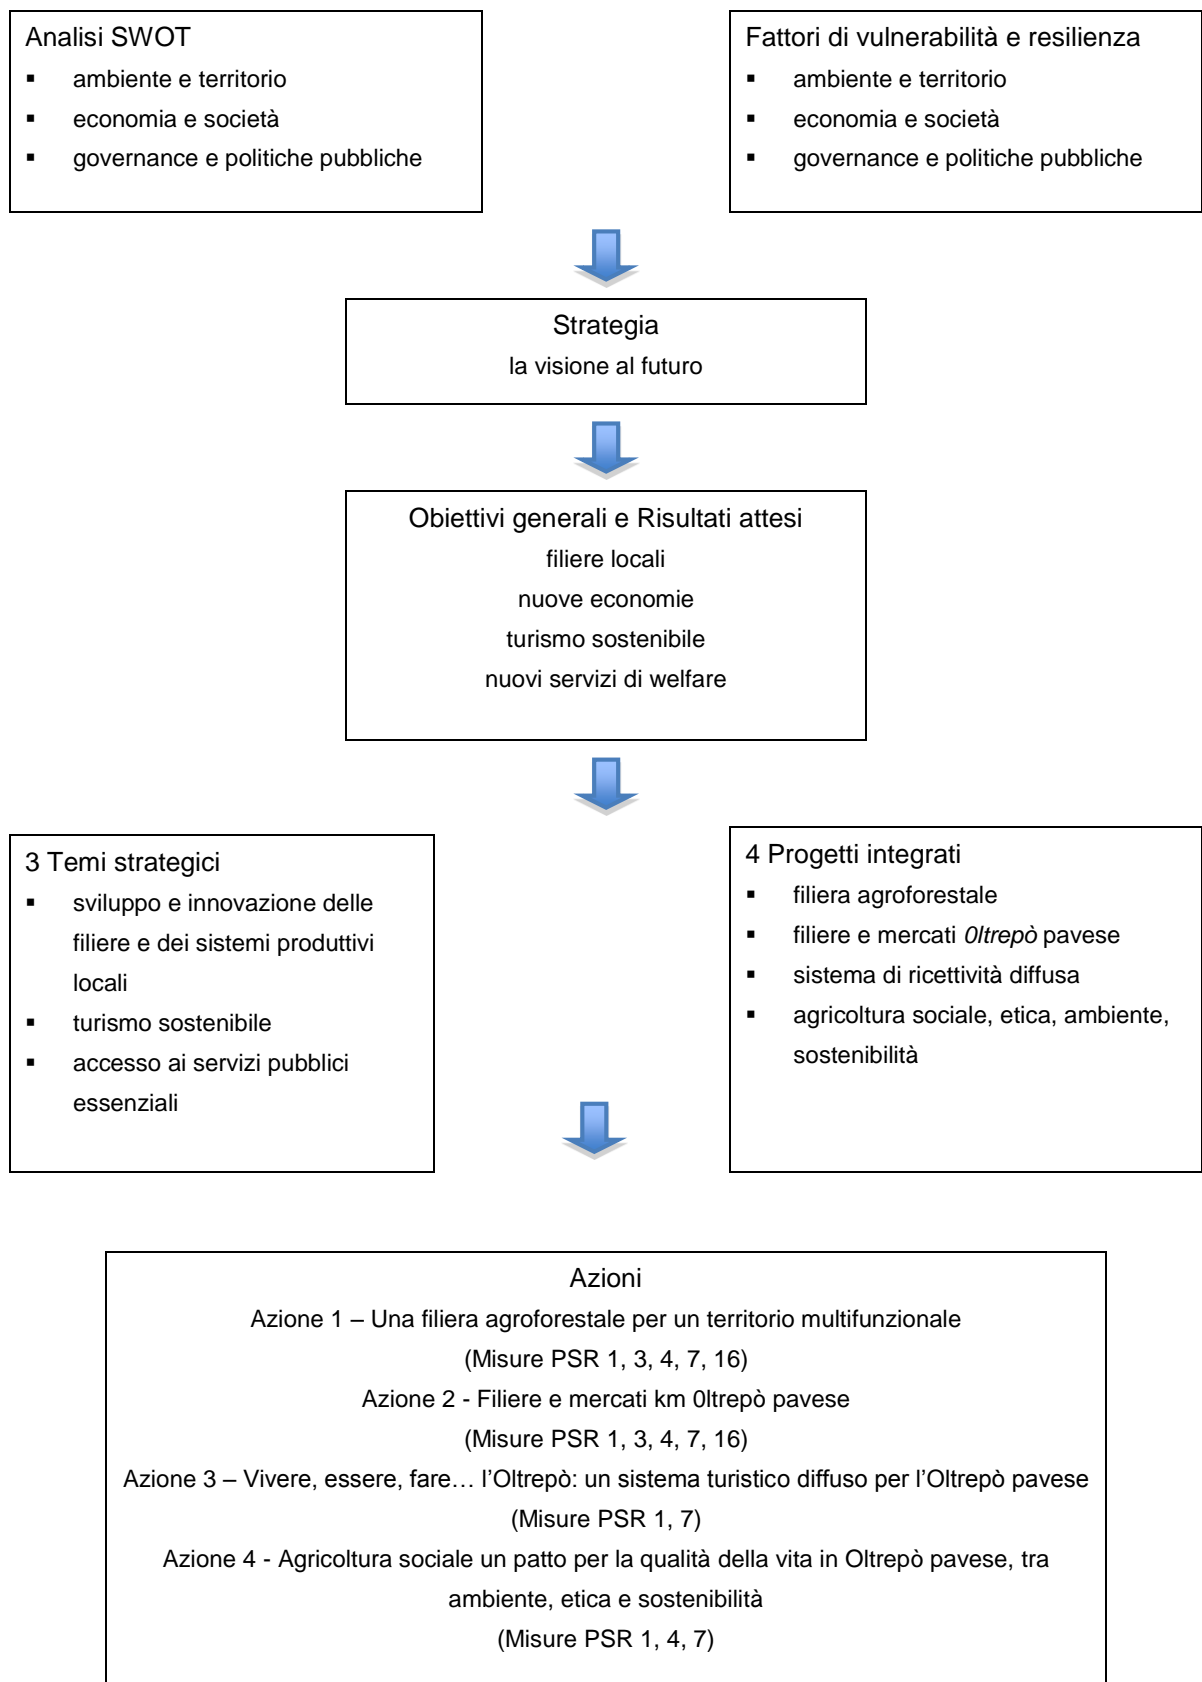 Analisi SWOT
▪ ambiente e territorio
▪ economia e società
▪ governance e politiche pubbliche
Fattori di vulnerabilità e resilienza
▪ ambiente e territorio
▪ economia e società
▪ governance e politiche pubbliche
Strategia
la visione al futuro
Obiettivi generali e Risultati attesi
filiere locali
nuove economie
turismo sostenibile
nuovi servizi di welfare
3 Temi strategici
▪ sviluppo e innovazione delle
filiere e dei sistemi produttivi
locali
▪ turismo sostenibile
▪ accesso ai servizi pubblici
essenziali
4 Progetti integrati
▪ filiera agroforestale
▪ filiere e mercati 0ltrepò pavese
▪ sistema di ricettività diffusa
▪ agricoltura sociale, etica, ambiente,
sostenibilità
Azioni
Azione 1 – Una filiera agroforestale per un territorio multifunzionale
(Misure PSR 1, 3, 4, 7, 16)
Azione 2 - Filiere e mercati km 0ltrepò pavese
(Misure PSR 1, 3, 4, 7, 16)
Azione 3 – Vivere, essere, fare… l’Oltrepò: un sistema turistico diffuso per l’Oltrepò pavese
(Misure PSR 1, 7)
Azione 4 - Agricoltura sociale un patto per la qualità della vita in Oltrepò pavese, tra
ambiente, etica e sostenibilità
(Misure PSR 1, 4, 7)